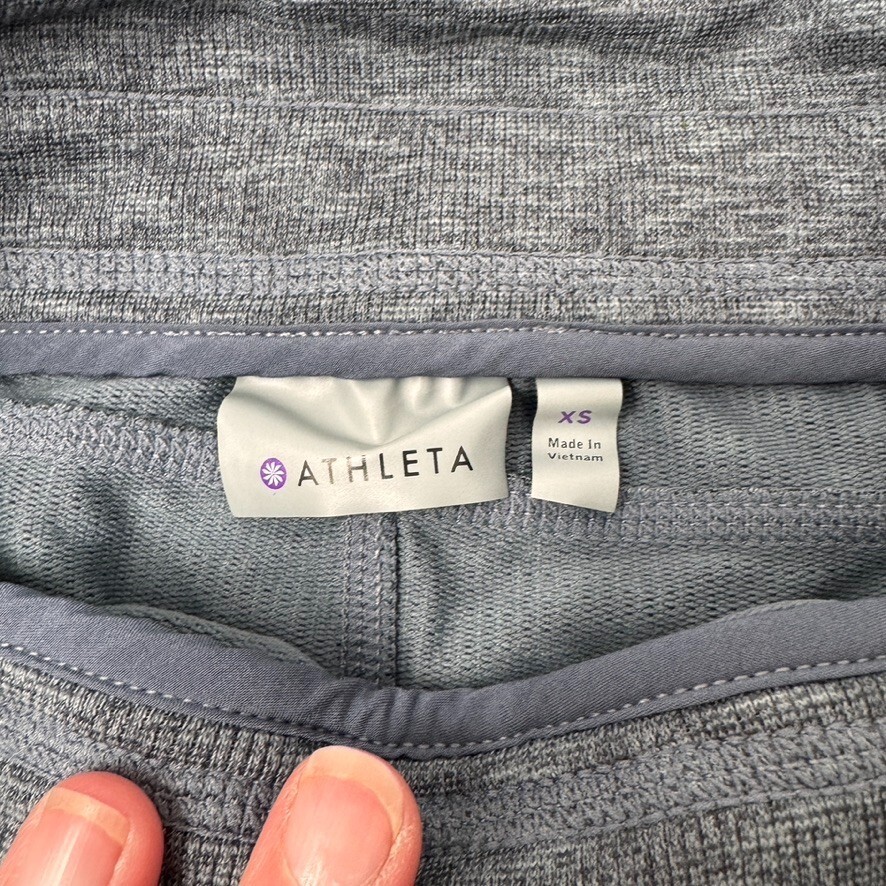 ATHLETA
XS
Made In
Vietnam